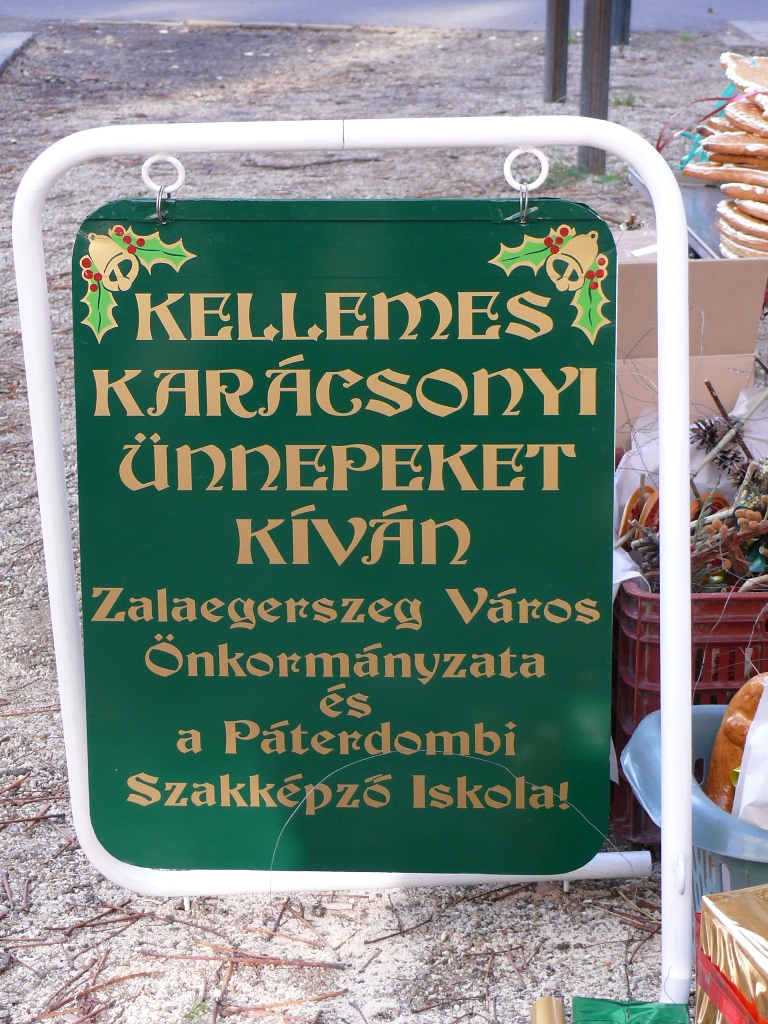 KELLEMES
KARÁCSONYI
ÜNNEPEKET
KÍVÁN
Zalaegerszeg Város
Önkormányzata
és
a Páterdombi
Szakképző Iskola!